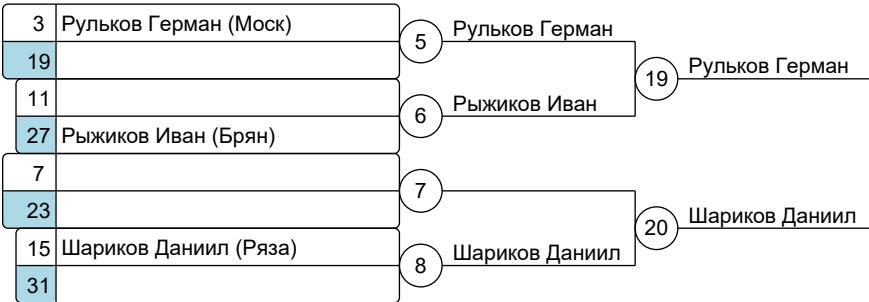 3 Рульков Герман (Моск)
5 Рульков Герман
19
19 Рульков Герман
11
6 Рыжиков Иван
27 Рыжиков Иван (Брян)
7
7
23
20 Шариков Даниил
15 Шариков Даниил (Ряза)
8 Шариков Даниил
31